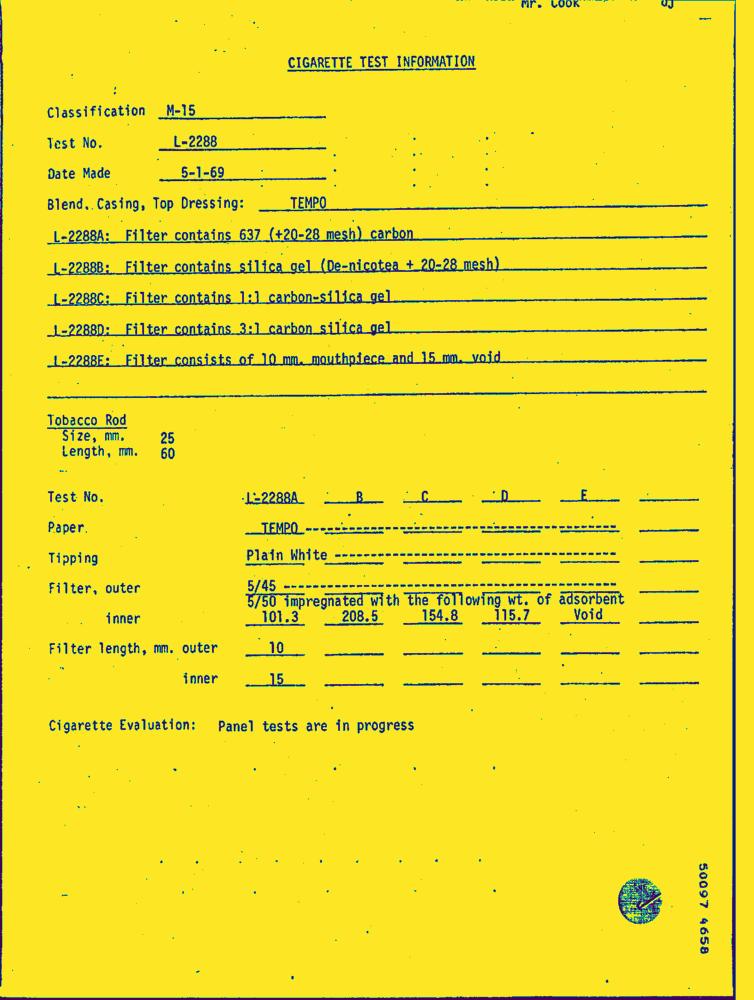 Mr. Cook
CIGARETTE TEST INFORMATION
Classification M-15
Test No. L-2288
Date Made 5-1-69
Blend, Casing, Top Dressing: TEMPO
L-2288A: Filter contains 637 (+20-28 mesh) carbon
L-2288B: Filter contains silica gel (De-nicotea + 20-28 mesh)
L-2288C: Filter contains 1:1 carbon-silica gel
L-2288D: Filter contains 3:1 carbon silica gel
L-2288E: Filter consists of 10 mm. mouthpiece and 15 mm. void
Tobacco Rod
Size, mm. 25
Length, mm. 60
Test No. L-2288A B C D E
Paper TEMPO ----------------------------------------
Tipping Plain White ------------------------------------
Filter, outer 5/45 ------------------------------------------
5/50 impregnated with the following wt. of adsorbent
inner 101.3 208.5 154.8 115.7 Void
Filter length, mm. outer 10
inner 15
Cigarette Evaluation: Panel tests are in progress
50097 4658